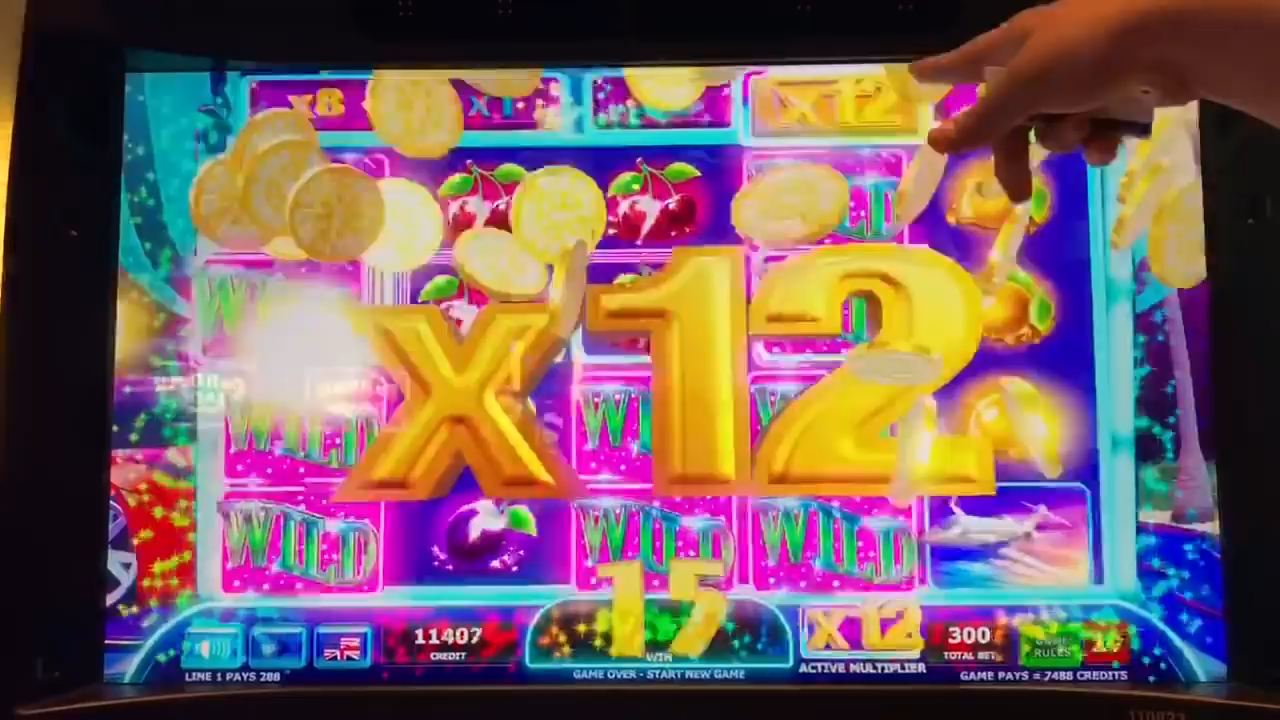 x8
x12
LD
WILD
WILD
WILD
WILD
x12
15
x12
11407
CREDIT
WIN
300
TOTAL BET
GAME RULES
ACTIVE MULTIPLIER
LINE 1 PAYS 288
GAME OVER - START NEW GAME
GAME PAYS = 7488 CREDITS